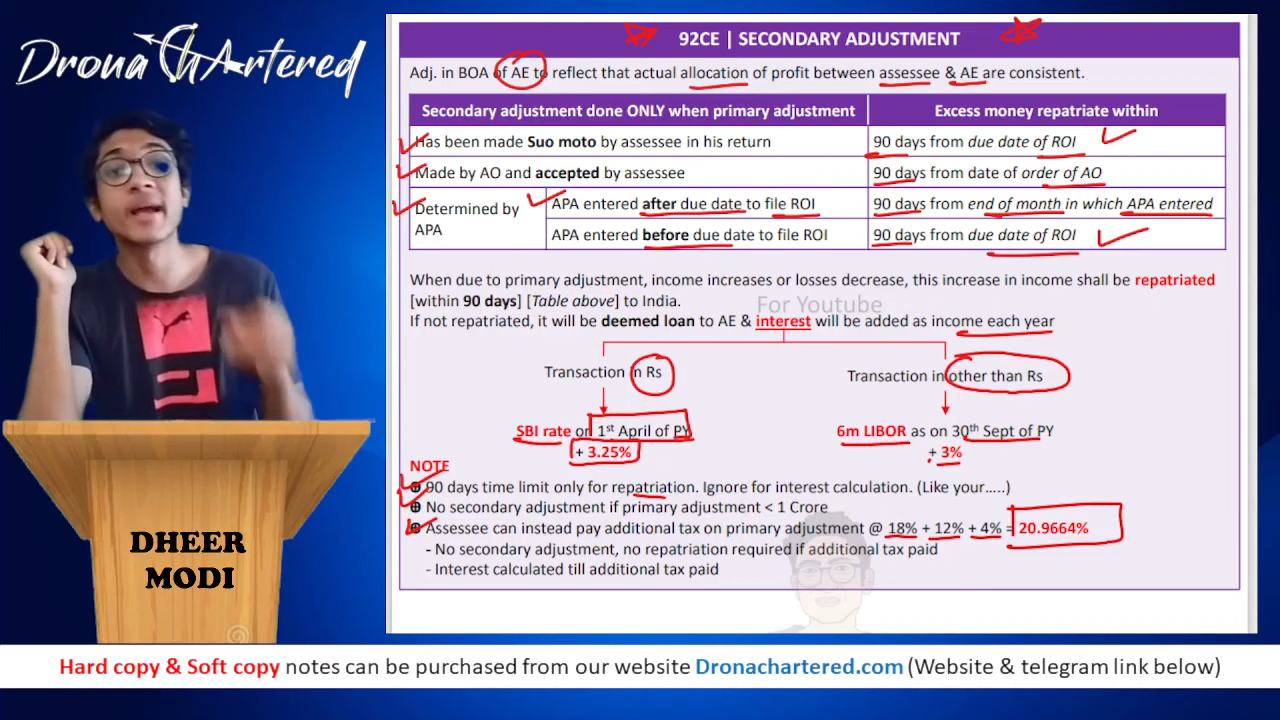 Drona CHArtered
92CE | SECONDARY ADJUSTMENT
Adj. in BOA of AE to reflect that actual allocation of profit between assessee & AE are consistent.
Secondary adjustment done ONLY when primary adjustment
Excess money repatriate within
Has been made Suo moto by assessee in his return
90 days from due date of ROI
Made by AO and accepted by assessee
90 days from date of order of AO
Determined by APA
APA entered after due date to file ROI
90 days from end of month in which APA entered
APA entered before due date to file ROI
90 days from due date of ROI
When due to primary adjustment, income increases or losses decrease, this increase in income shall be repatriated
[within 90 days] [Table above] to India.
For Youtube
If not repatriated, it will be deemed loan to AE & interest will be added as income each year
Transaction in Rs
Transaction in other than Rs
SBI rate on 1st April of PY
+ 3.25%
6m LIBOR as on 30th Sept of PY
+ 3%
NOTE
90 days time limit only for repatriation. Ignore for interest calculation. (Like your…..)
No secondary adjustment if primary adjustment < 1 Crore
Assessee can instead pay additional tax on primary adjustment @ 18% + 12% + 4% = 20.9664%
- No secondary adjustment, no repatriation required if additional tax paid
- Interest calculated till additional tax paid
DHEER
MODI
Hard copy & Soft copy notes can be purchased from our website Dronachartered.com (Website & telegram link below)